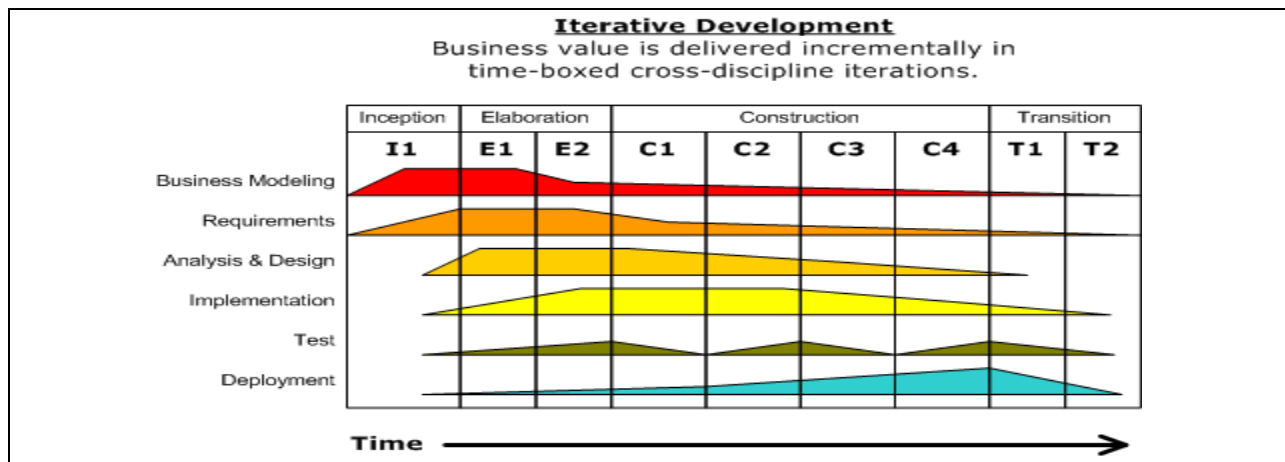 Iterative Development
Business value is delivered incrementally in
time-boxed cross-discipline iterations.
Inception Elaboration Construction Transition
I1 E1 E2 C1 C2 C3 C4 T1 T2
Business Modeling
Requirements
Analysis & Design
Implementation
Test
Deployment
Time